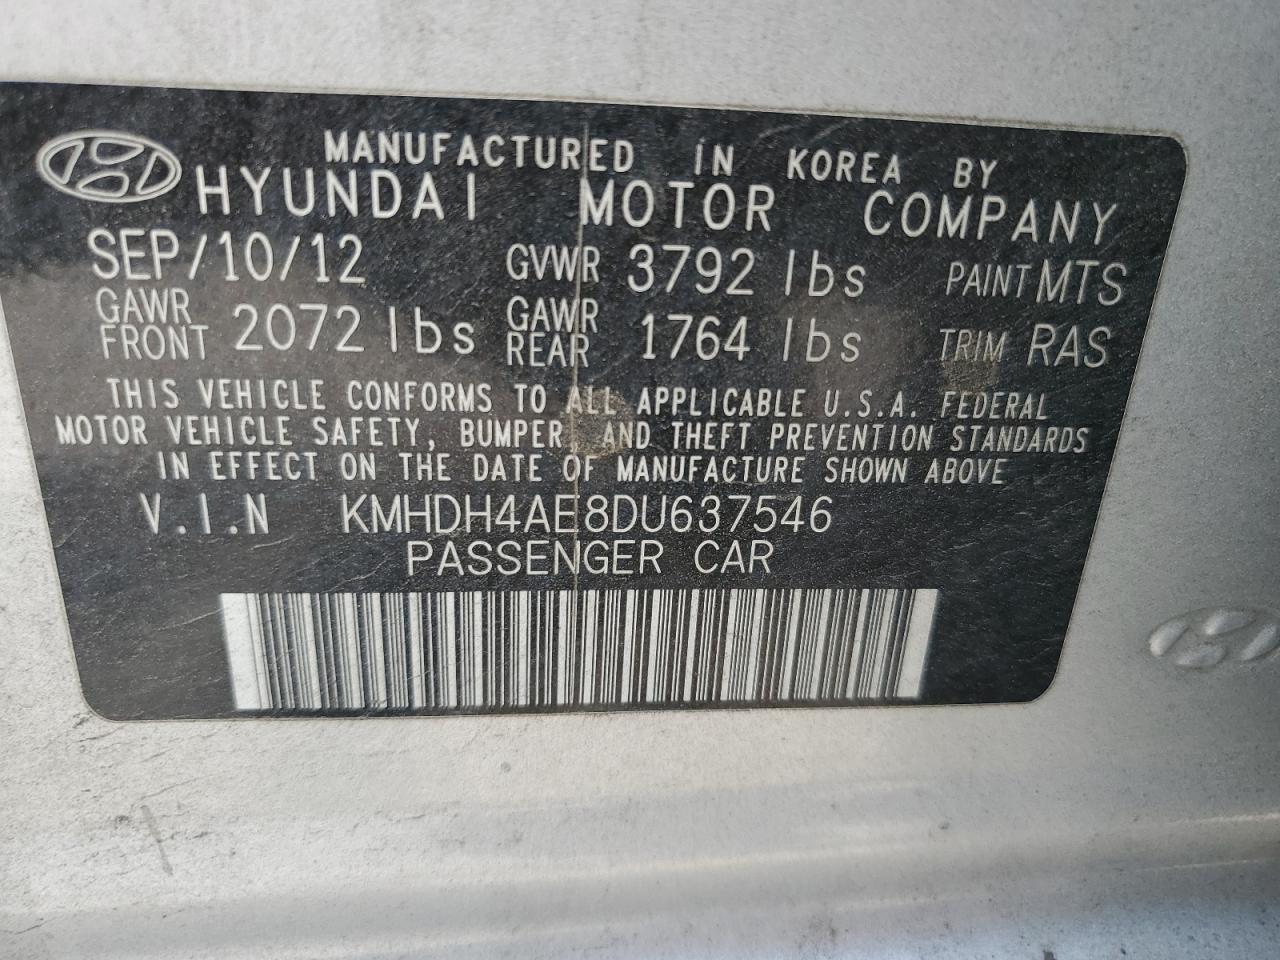 MANUFACTURED IN KOREA BY
HYUNDAI MOTOR COMPANY
SEP/10/12 GVWR 3792 lbs PAINT MTS
GAWR FRONT 2072 lbs GAWR REAR 1764 lbs TRIM RAS
THIS VEHICLE CONFORMS TO ALL APPLICABLE U.S.A. FEDERAL
MOTOR VEHICLE SAFETY, BUMPER AND THEFT PREVENTION STANDARDS
IN EFFECT ON THE DATE OF MANUFACTURE SHOWN ABOVE
V.I.N KMHDH4AE8DU637546
PASSENGER CAR